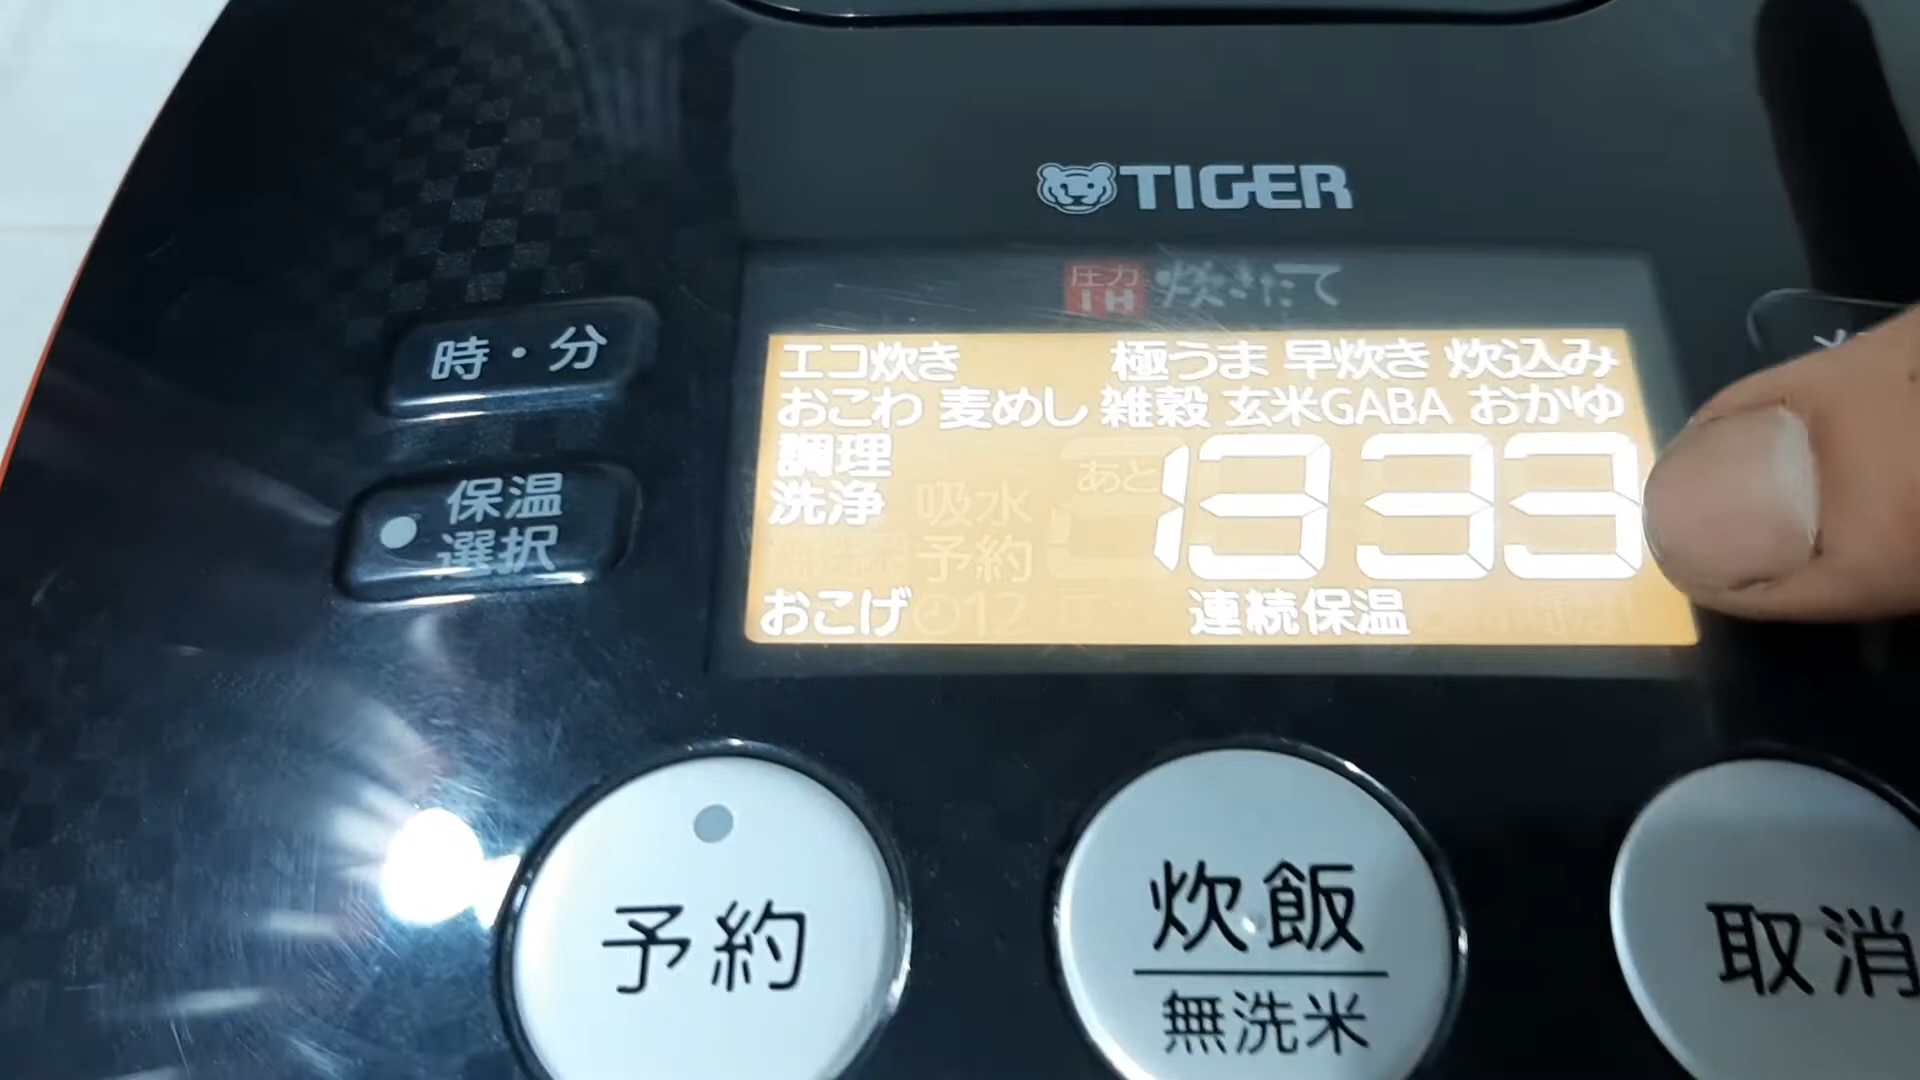 TIGER
圧力IH 炊きたて
エコ炊き 極うま 早炊き 炊込み
おこわ 麦めし 雑穀 玄米GABA おかゆ
調理
洗浄 吸水 あと 1333
無洗米 予約
おこげ 12 連続保温
時・分
保温
選択
予約
炊飯
無洗米
取消